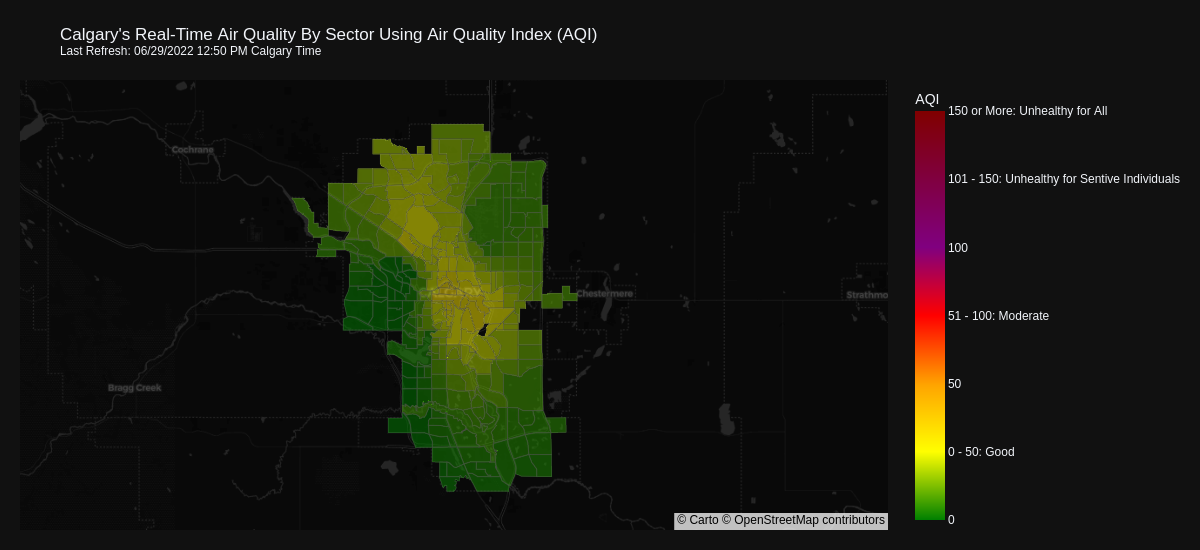 Calgary's Real-Time Air Quality By Sector Using Air Quality Index (AQI)
Last Refresh: 06/29/2022 12:50 PM Calgary Time
AQI
150 or More: Unhealthy for All
Cochrane
101 - 150: Unhealthy for Sentive Individuals
100
Chestermere
Strathmo
51 - 100: Moderate
Bragg Creek
50
0 - 50: Good
0
© Carto © OpenStreetMap contributors